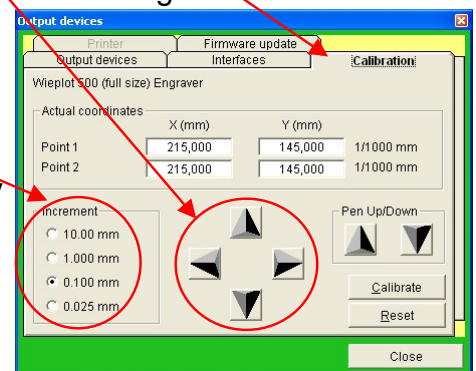 Output devices
Printer Firmware update
Output devices Interfaces Calibration
Wieplot 500 (full size) Engraver
Actual coordinates
X (mm) Y (mm)
Point 1 215,000 145,000 1/1000 mm
Point 2 215,000 145,000 1/1000 mm
Increment Pen Up/Down
10.00 mm
1.000 mm
0.100 mm
0.025 mm
Calibrate
Reset
Close